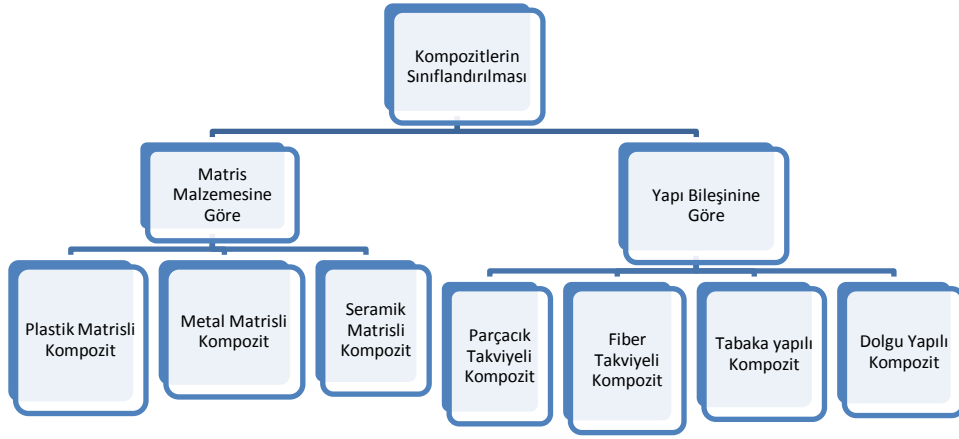 Kompozitlerin
Sınıflandırılması
Matris
Malzemesine
Göre
Yapı Bileşinine
Göre
Plastik Matrisli
Kompozit
Metal Matrisli
Kompozit
Seramik
Matrisli
Kompozit
Parçacık
Takviyeli
Kompozit
Fiber
Takviyeli
Kompozit
Tabaka yapılı
Kompozit
Dolgu Yapılı
Kompozit